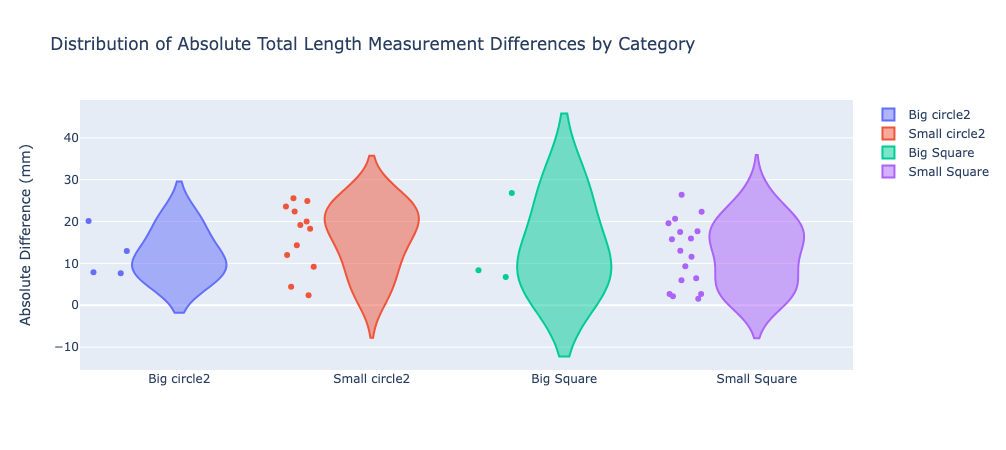 Distribution of Absolute Total Length Measurement Differences by Category
Absolute Difference (mm)
40
30
20
10
0
−10
Big circle2
Small circle2
Big Square
Small Square
Big circle2
Small circle2
Big Square
Small Square